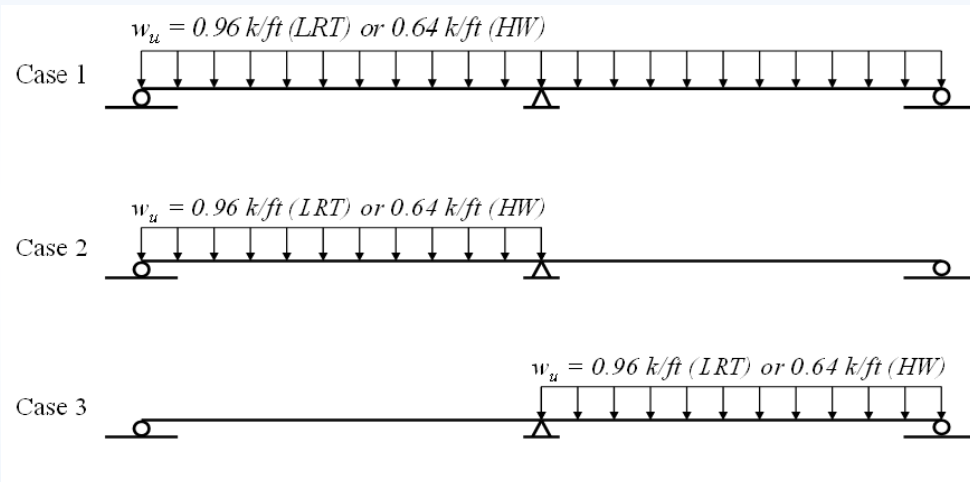 w_u = 0.96 k/ft (LRT) or 0.64 k/ft (HW)
Case 1
w_u = 0.96 k/ft (LRT) or 0.64 k/ft (HW)
Case 2
w_u = 0.96 k/ft (LRT) or 0.64 k/ft (HW)
Case 3